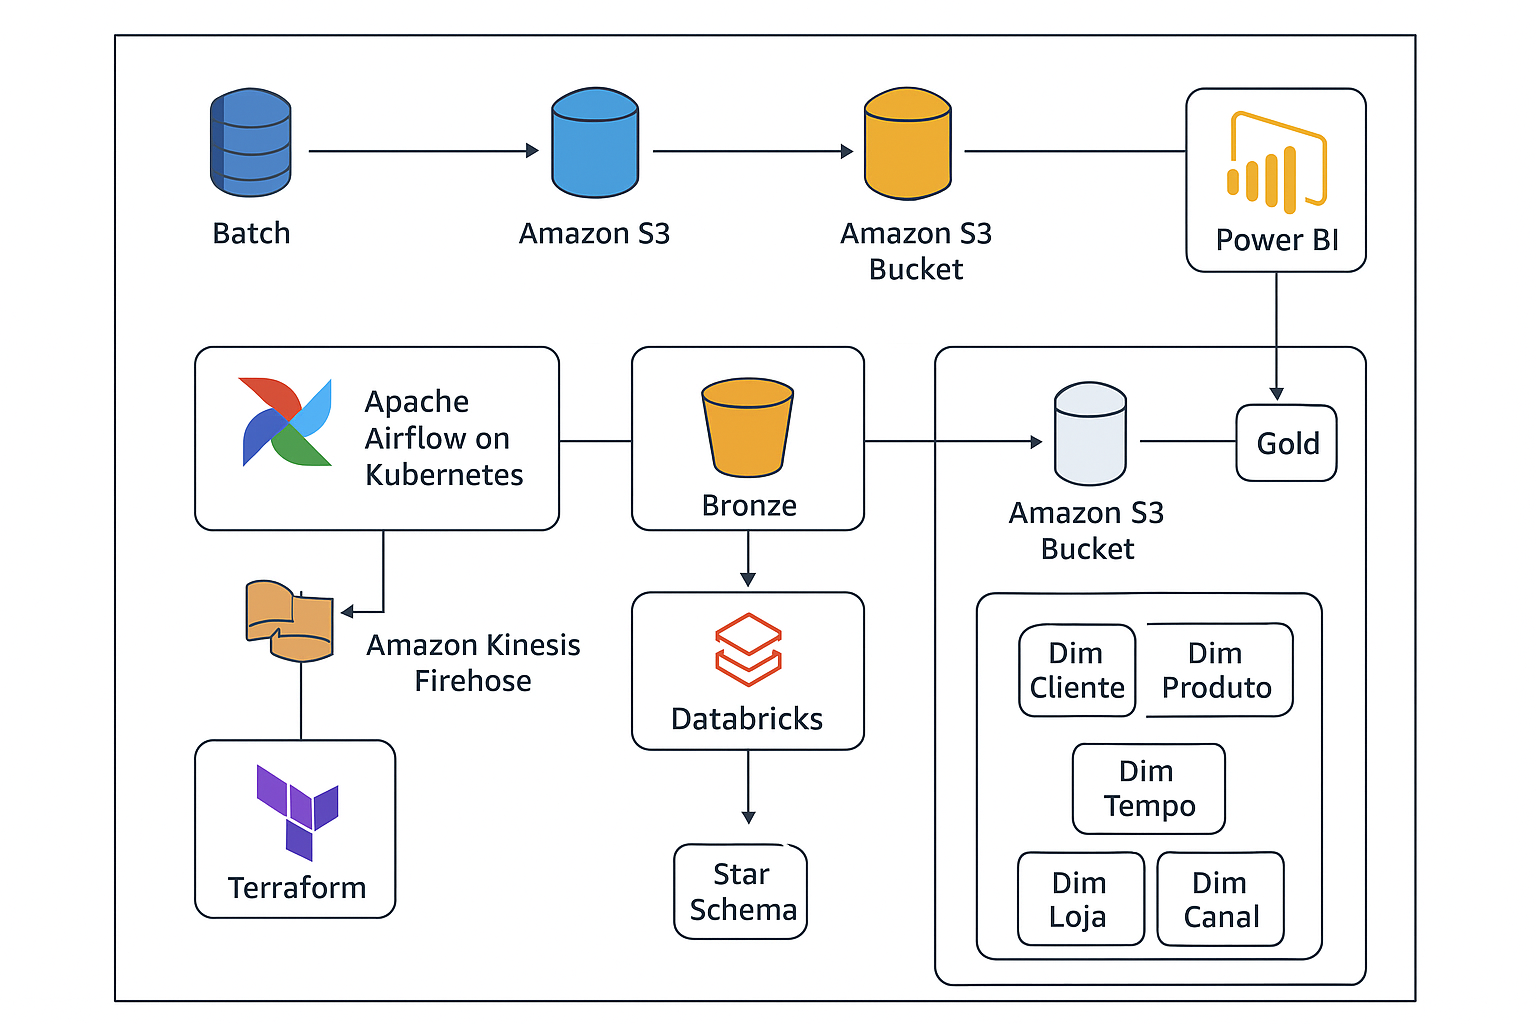 Batch
Amazon S3
Amazon S3
Bucket
Power BI
Apache
Airflow on
Kubernetes
Bronze
Gold
Amazon S3
Bucket
Amazon Kinesis
Firehose
Databricks
Terraform
Star
Schema
Dim
Cliente
Dim
Produto
Dim
Tempo
Dim
Loja
Dim
Canal